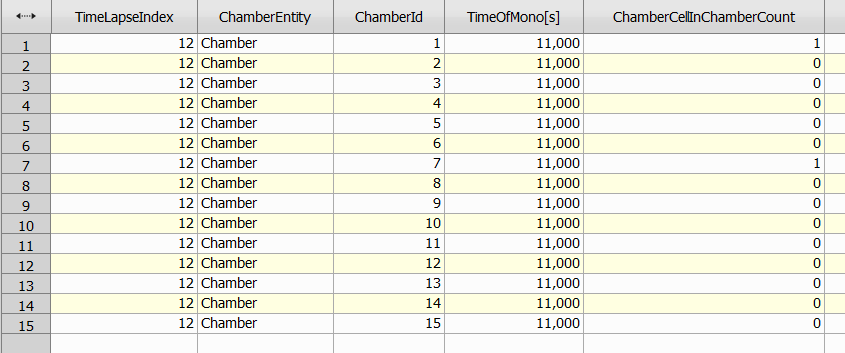 TimeLapseIndex ChamberEntity ChamberId TimeOfMono[s] ChamberCellInChamberCount
1 12 Chamber 1 11,000 1
2 12 Chamber 2 11,000 0
3 12 Chamber 3 11,000 0
4 12 Chamber 4 11,000 0
5 12 Chamber 5 11,000 0
6 12 Chamber 6 11,000 0
7 12 Chamber 7 11,000 1
8 12 Chamber 8 11,000 0
9 12 Chamber 9 11,000 0
10 12 Chamber 10 11,000 0
11 12 Chamber 11 11,000 0
12 12 Chamber 12 11,000 0
13 12 Chamber 13 11,000 0
14 12 Chamber 14 11,000 0
15 12 Chamber 15 11,000 0